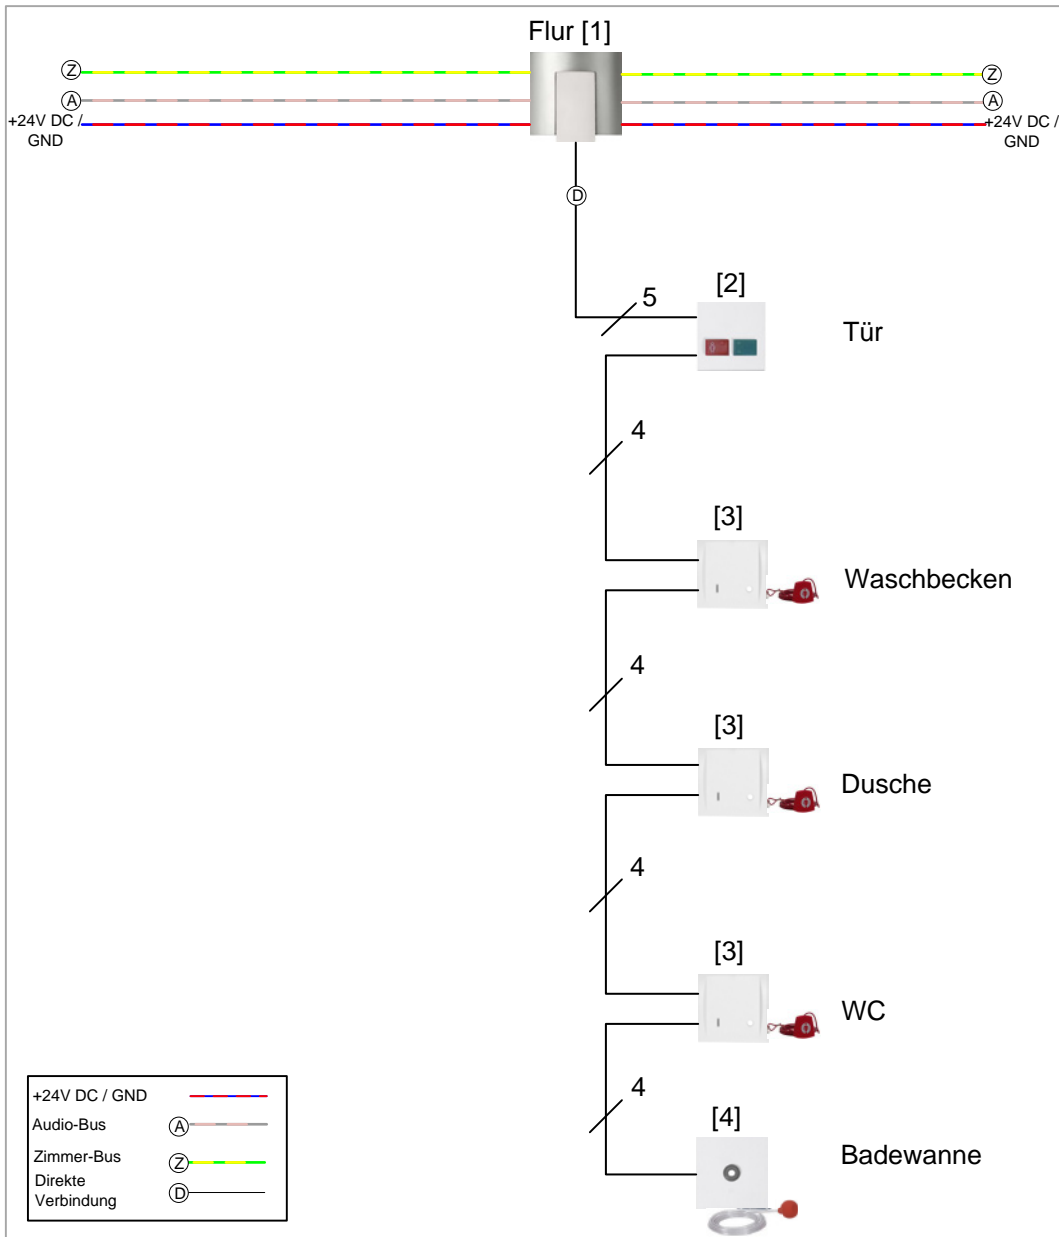 Flur [1]
Z
Z
A
A
+24V DC /
GND
+24V DC /
GND
D
[2]
5
Tür
4
[3]
Waschbecken
4
[3]
Dusche
4
[3]
WC
4
[4]
Badewanne
+24V DC / GND
Audio-Bus A
Zimmer-Bus Z
Direkte
Verbindung D